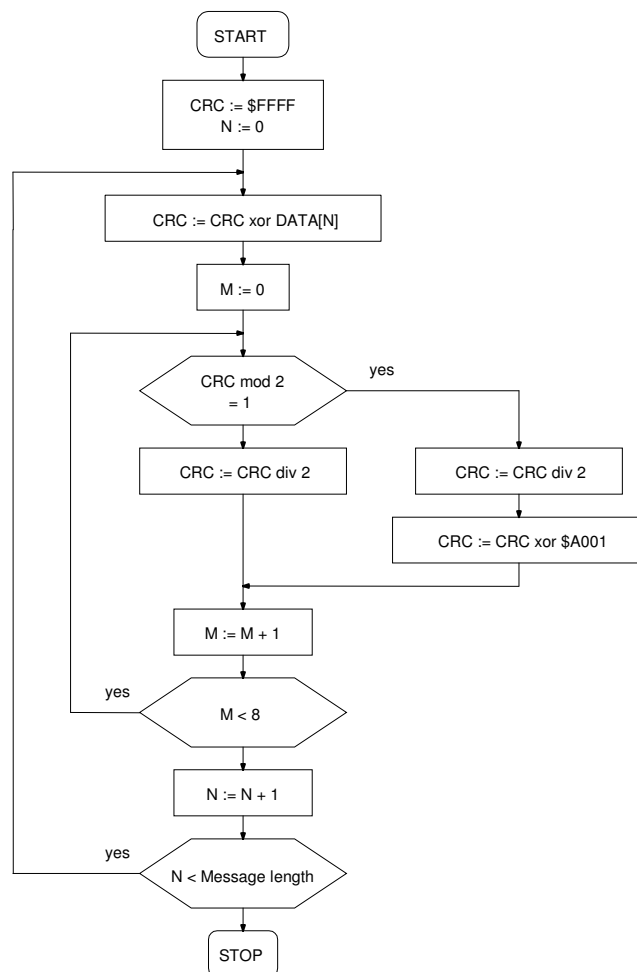 START
CRC := $FFFF
N := 0
CRC := CRC xor DATA[N]
M := 0
CRC mod 2
= 1
yes
CRC := CRC div 2
CRC := CRC div 2
CRC := CRC xor $A001
M := M + 1
yes
M < 8
N := N + 1
yes
N < Message length
STOP